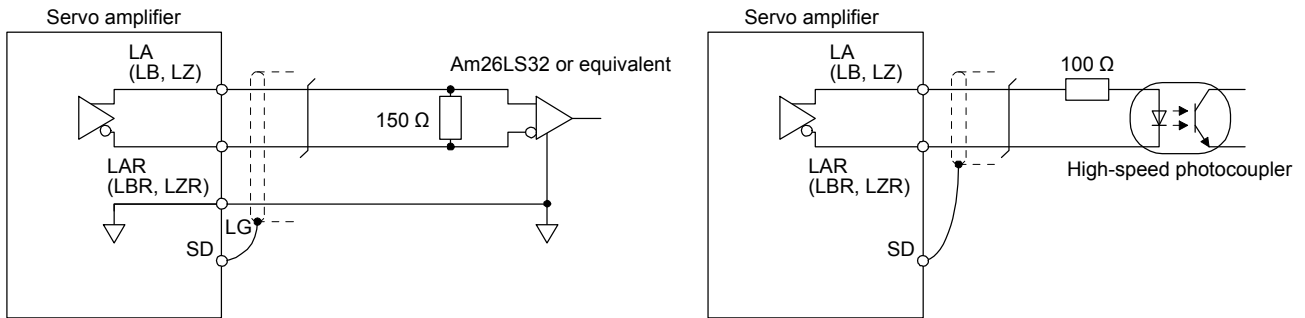 Servo amplifier
LA
(LB, LZ)
Am26LS32 or equivalent
150 Ω
LAR
(LBR, LZR)
LG
SD
Servo amplifier
LA
(LB, LZ)
100 Ω
LAR
(LBR, LZR)
High-speed photocoupler
SD